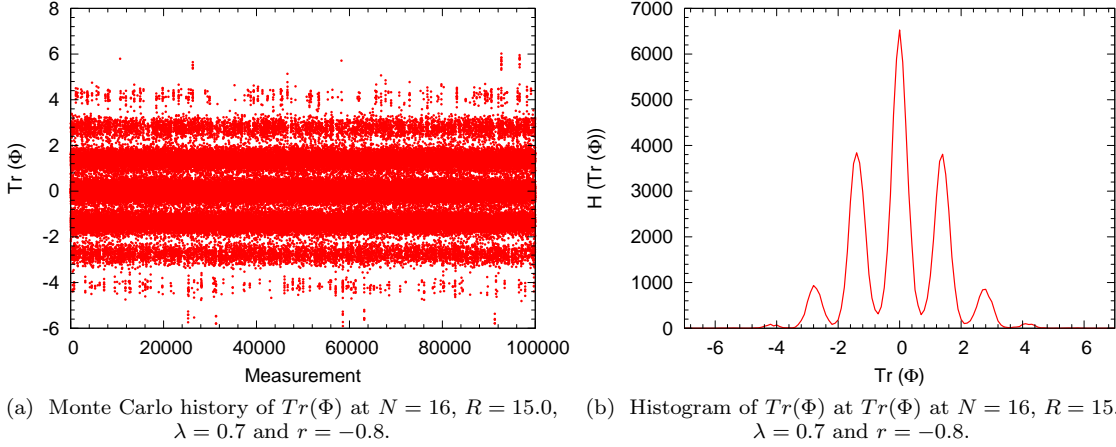 8
6
4
2
0
-2
-4
-6
Tr (Φ)
0 20000 40000 60000 80000 100000
Measurement
(a) Monte Carlo history of Tr(Φ) at N = 16, R = 15.0,
λ = 0.7 and r = −0.8.
7000
6000
5000
4000
3000
2000
1000
0
H (Tr (Φ))
-6 -4 -2 0 2 4 6
Tr (Φ)
(b) Histogram of Tr(Φ) at Tr(Φ) at N = 16, R = 15.
λ = 0.7 and r = −0.8.